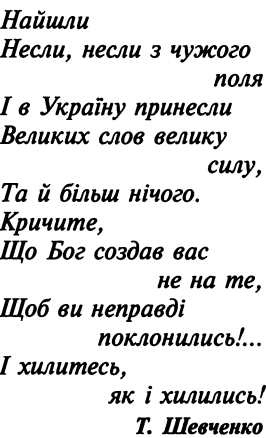 Найшли
Несли, несли з чужого
поля
І в Україну принесли
Великих слов велику
силу,
Та й більш нічого.
Кричите,
Що Бог создав вас
не на те,
Щоб ви неправді
поклонились!...
І хилитесь,
як і хилились!
Т. Шевченко